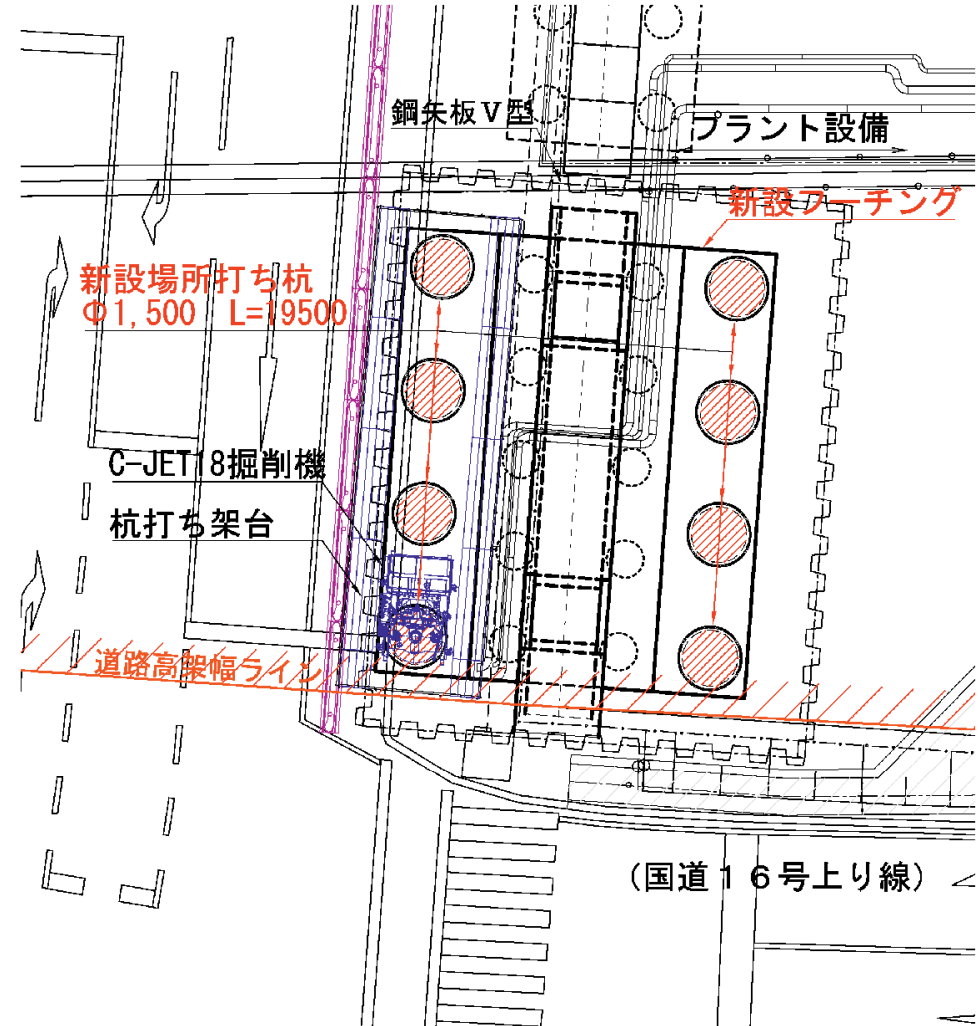 鋼矢板Ⅴ型
プラント設備
新設フーチング
新設場所打ち杭
Φ1,500 L=19500
C-JET18掘削機
杭打ち架台
道路高架幅ライン
(国道16号上り線)